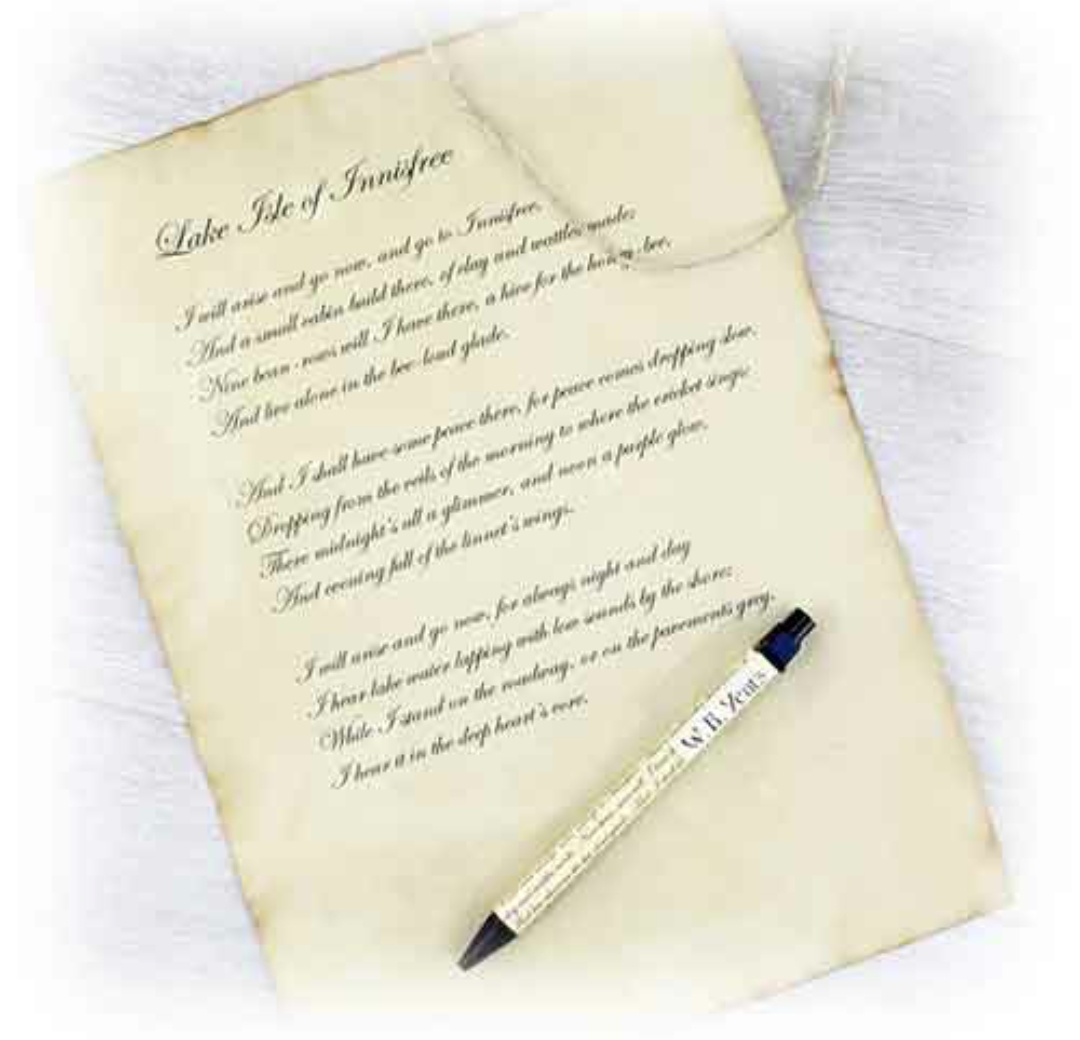 Lake Isle of Innisfree
I will arise and go now, and go to Innisfree,
And a small cabin build there, of clay and wattles made;
Nine bean-rows will I have there, a hive for the honey-bee,
And live alone in the bee-loud glade.
And I shall have some peace there, for peace comes dropping slow,
Dropping from the veils of the morning to where the cricket sings;
There midnight's all a glimmer, and noon a purple glow,
And evening full of the linnet's wings.
I will arise and go now, for always night and day
I hear lake water lapping with low sounds by the shore;
While I stand on the roadway, or on the pavements grey,
I hear it in the deep heart's core.
W.B. Yeats